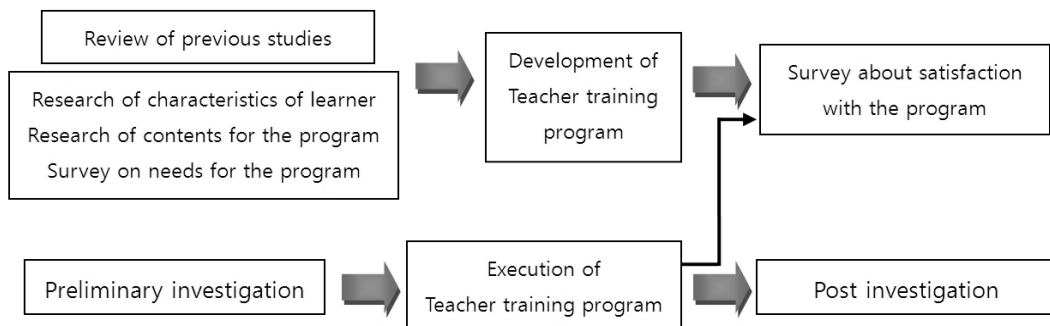 Review of previous studies
Research of characteristics of learner
Research of contents for the program
Survey on needs for the program
Development of
Teacher training
program
Survey about satisfaction
with the program
Preliminary investigation
Execution of
Teacher training program
Post investigation